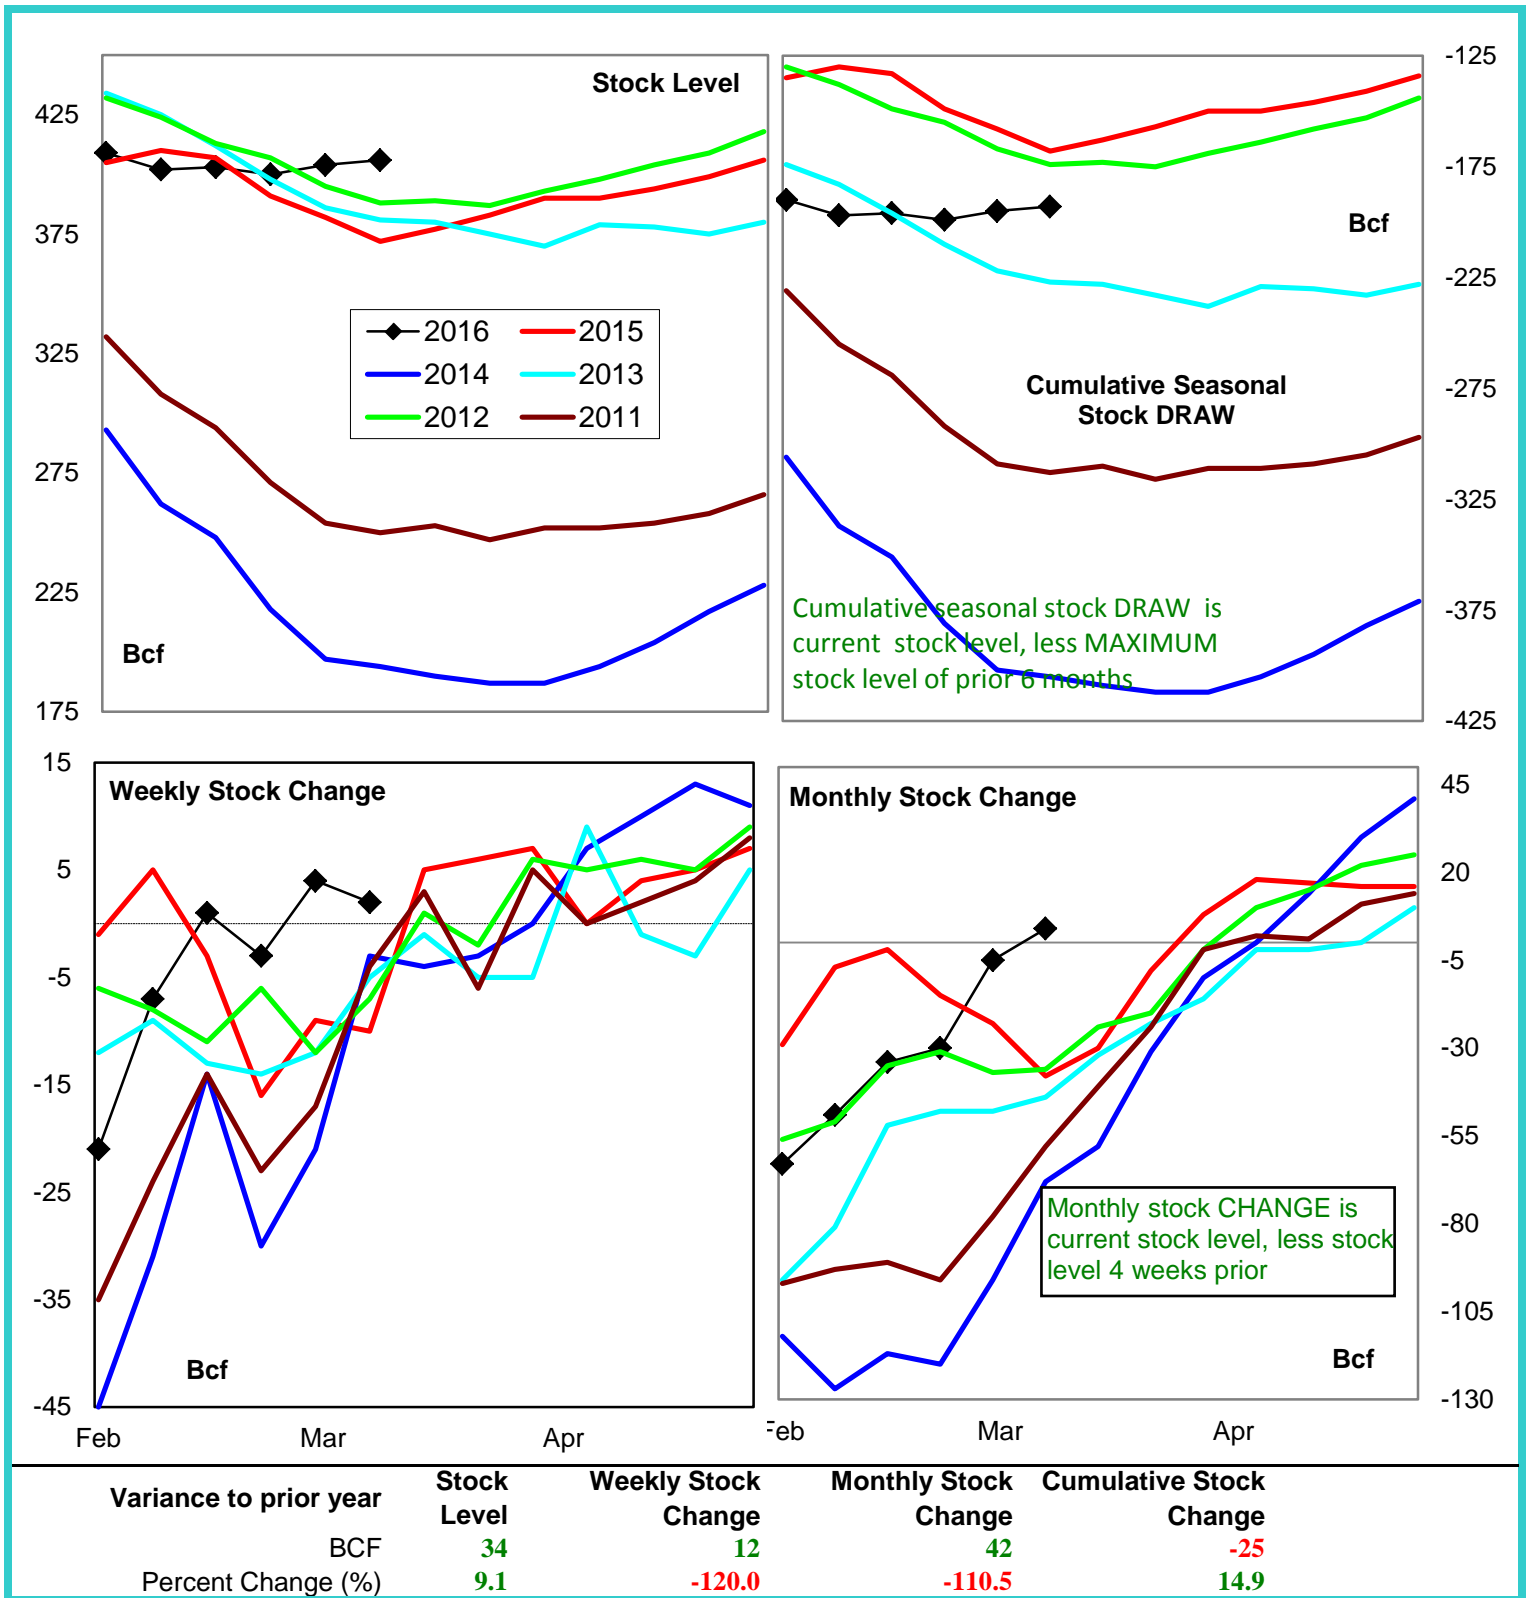 Stock Level
425
375
325
275
225
175
Bcf
2016
2015
2014
2013
2012
2011
-125
-175
-225
-275
-325
-375
-425
Bcf
Cumulative Seasonal
Stock DRAW
Cumulative seasonal stock DRAW is
current stock level, less MAXIMUM
stock level of prior 6 months
15
5
-5
-15
-25
-35
-45
Weekly Stock Change
Bcf
Feb
Mar
Apr
Monthly Stock Change
45
20
-5
-30
-55
-80
-105
-130
Monthly stock CHANGE is
current stock level, less stock
level 4 weeks prior
Bcf
Feb
Mar
Apr
Variance to prior year
Stock
Level
Weekly Stock
Change
Monthly Stock
Change
Cumulative Stock
Change
BCF 34 12 42 -25
Percent Change (%) 9.1 -120.0 -110.5 14.9